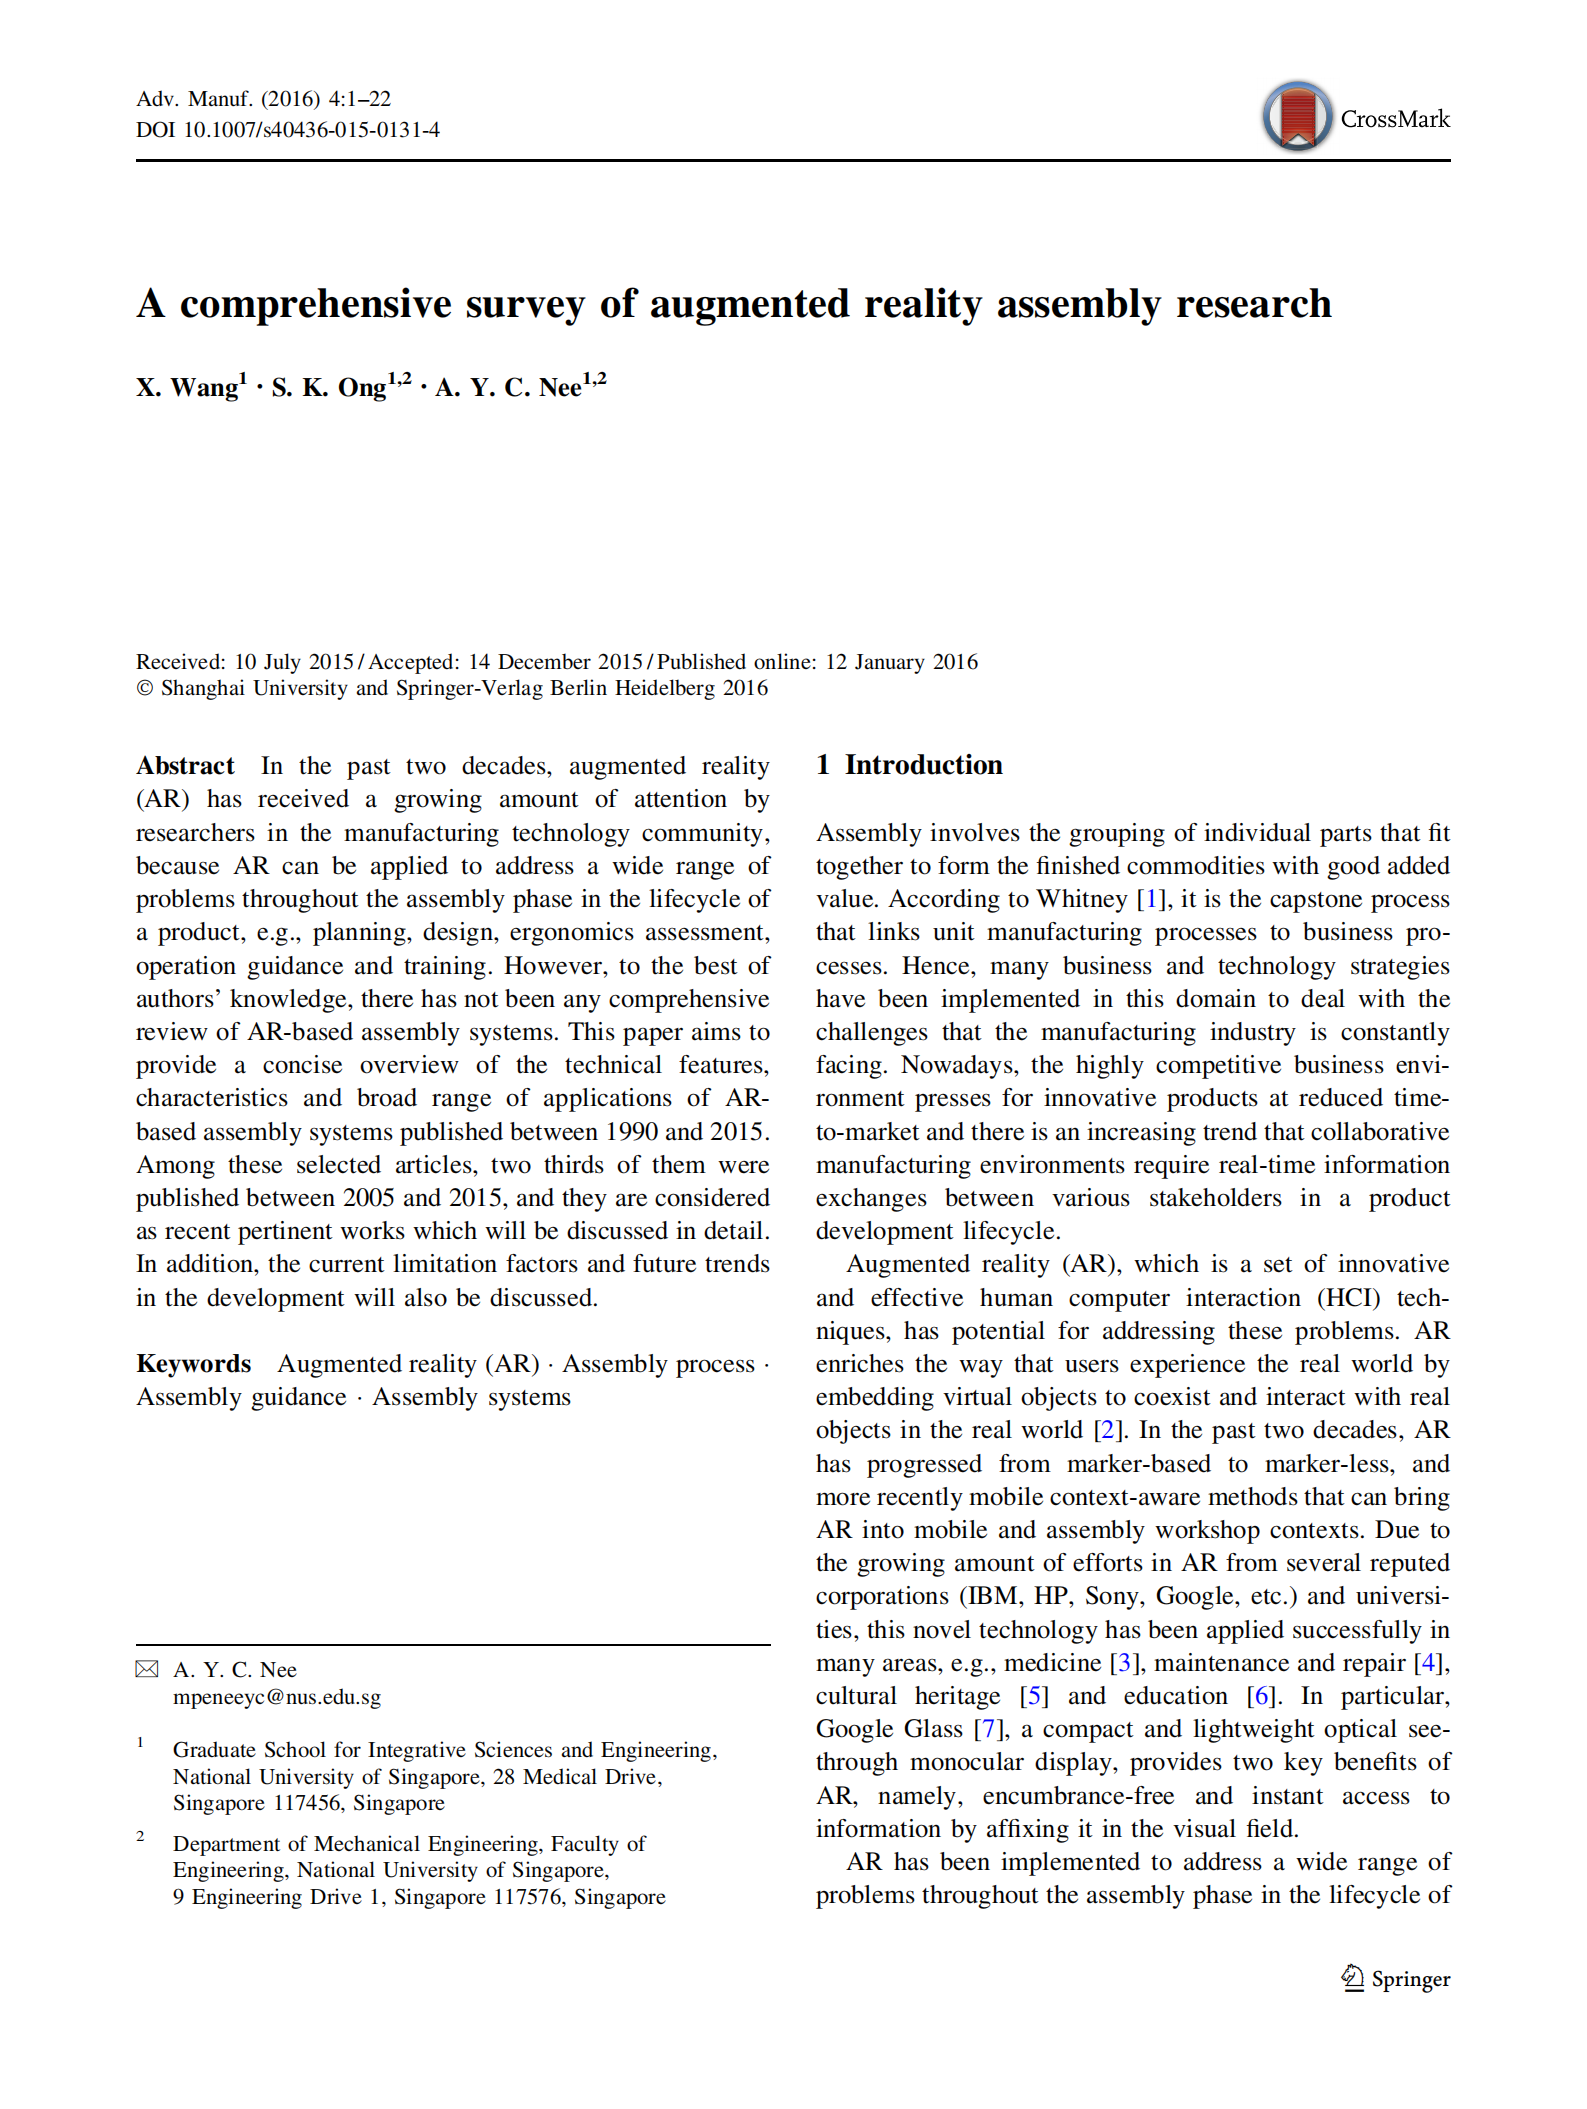 Adv. Manuf. (2016) 4:1–22
DOI 10.1007/s40436-015-0131-4
CrossMark
A comprehensive survey of augmented reality assembly research
X. Wang1 · S. K. Ong1,2 · A. Y. C. Nee1,2
Received: 10 July 2015 / Accepted: 14 December 2015 / Published online: 12 January 2016
© Shanghai University and Springer-Verlag Berlin Heidelberg 2016
Abstract In the past two decades, augmented reality
(AR) has received a growing amount of attention by
researchers in the manufacturing technology community,
because AR can be applied to address a wide range of
problems throughout the assembly phase in the lifecycle of
a product, e.g., planning, design, ergonomics assessment,
operation guidance and training. However, to the best of
authors’ knowledge, there has not been any comprehensive
review of AR-based assembly systems. This paper aims to
provide a concise overview of the technical features,
characteristics and broad range of applications of AR-
based assembly systems published between 1990 and 2015.
Among these selected articles, two thirds of them were
published between 2005 and 2015, and they are considered
as recent pertinent works which will be discussed in detail.
In addition, the current limitation factors and future trends
in the development will also be discussed.
Keywords Augmented reality (AR) · Assembly process ·
Assembly guidance · Assembly systems
A. Y. C. Nee
mpeneeyc@nus.edu.sg
1 Graduate School for Integrative Sciences and Engineering,
National University of Singapore, 28 Medical Drive,
Singapore 117456, Singapore
2 Department of Mechanical Engineering, Faculty of
Engineering, National University of Singapore,
9 Engineering Drive 1, Singapore 117576, Singapore
1 Introduction
Assembly involves the grouping of individual parts that fit
together to form the finished commodities with good added
value. According to Whitney [1], it is the capstone process
that links unit manufacturing processes to business pro-
cesses. Hence, many business and technology strategies
have been implemented in this domain to deal with the
challenges that the manufacturing industry is constantly
facing. Nowadays, the highly competitive business envi-
ronment presses for innovative products at reduced time-
to-market and there is an increasing trend that collaborative
manufacturing environments require real-time information
exchanges between various stakeholders in a product
development lifecycle.
Augmented reality (AR), which is a set of innovative
and effective human computer interaction (HCI) tech-
niques, has potential for addressing these problems. AR
enriches the way that users experience the real world by
embedding virtual objects to coexist and interact with real
objects in the real world [2]. In the past two decades, AR
has progressed from marker-based to marker-less, and
more recently mobile context-aware methods that can bring
AR into mobile and assembly workshop contexts. Due to
the growing amount of efforts in AR from several reputed
corporations (IBM, HP, Sony, Google, etc.) and universi-
ties, this novel technology has been applied successfully in
many areas, e.g., medicine [3], maintenance and repair [4],
cultural heritage [5] and education [6]. In particular,
Google Glass [7], a compact and lightweight optical see-
through monocular display, provides two key benefits of
AR, namely, encumbrance-free and instant access to
information by affixing it in the visual field.
AR has been implemented to address a wide range of
problems throughout the assembly phase in the lifecycle of
Springer